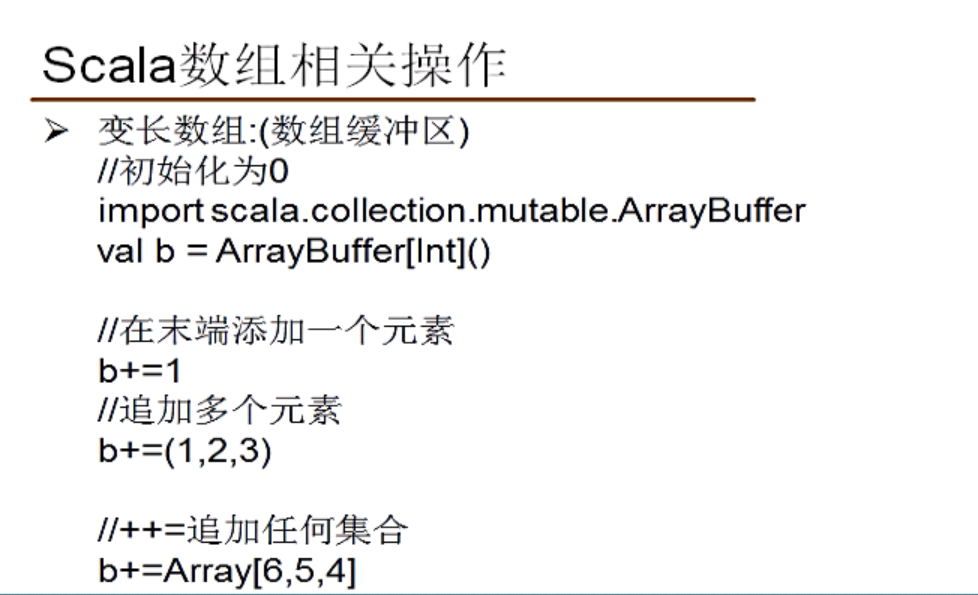 Scala数组相关操作
➢ 变长数组:(数组缓冲区)
//初始化为0
import scala.collection.mutable.ArrayBuffer
val b = ArrayBuffer[Int]()
//在末端添加一个元素
b+=1
//追加多个元素
b+=(1,2,3)
//++=追加任何集合
b+=Array[6,5,4]